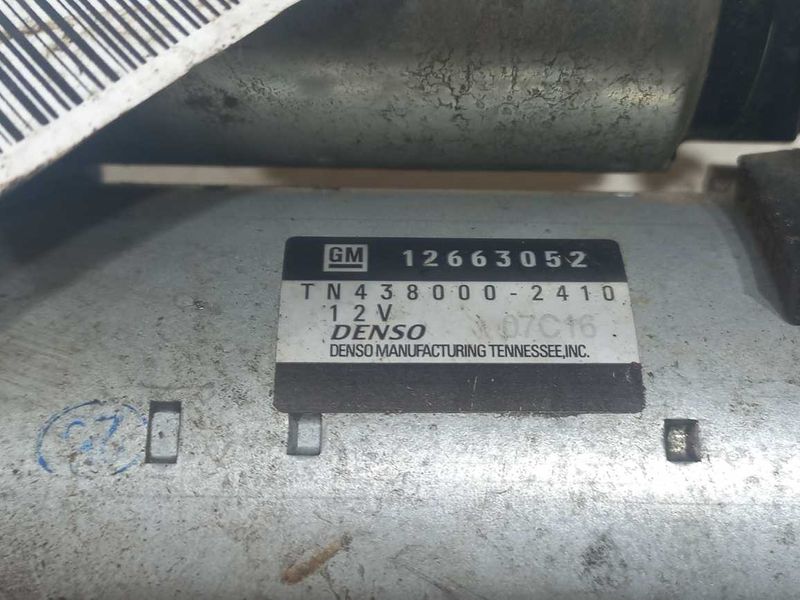 GM 12663052
TN438000-2410
12V
DENSO 07C16
DENSO MANUFACTURING TENNESSEE,INC.